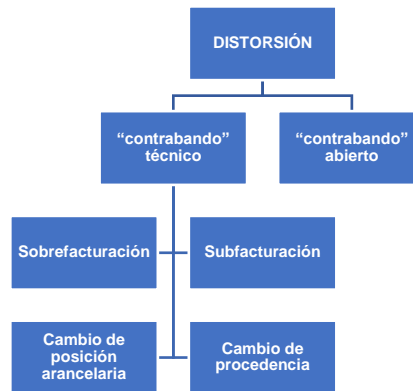 DISTORSIÓN
“contrabando”
técnico
“contrabando”
abierto
Sobrefacturación
Subfacturación
Cambio de
posición
arancelaria
Cambio de
procedencia